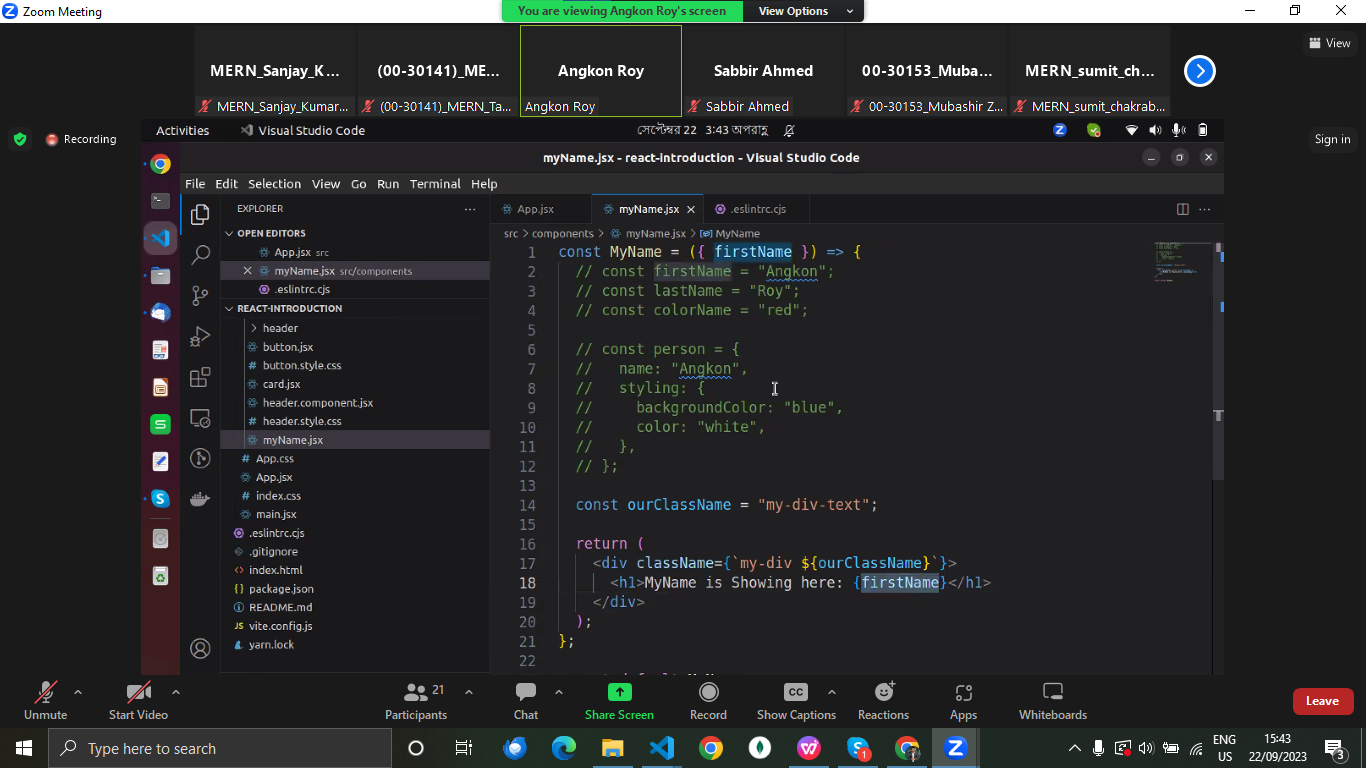 Zoom Meeting
You are viewing Angkon Roy's screen
View Options
MERN_Sanjay_K ...
(00-30141)_ME...
Angkon Roy
Sabbir Ahmed
00-30153_Muba...
MERN_sumit_ch...
View
MERN_Sanjay_Kumar...
(00-30141)_MERN_Ta...
Angkon Roy
Sabbir Ahmed
00-30153_Mubashir Z...
MERN_sumit_chakrab...
Recording
Sign in
Activities
Visual Studio Code
সেপ্টেম্বর 22 3:43 অপরাহ্ণ
myName.jsx - react-introduction - Visual Studio Code
File Edit Selection View Go Run Terminal Help
EXPLORER
OPEN EDITORS
App.jsx src
myName.jsx src/components
.eslintrc.cjs
REACT-INTRODUCTION
header
button.jsx
button.style.css
card.jsx
header.component.jsx
header.style.css
myName.jsx
App.css
App.jsx
index.css
main.jsx
.eslintrc.cjs
.gitignore
index.html
package.json
README.md
vite.config.js
yarn.lock
App.jsx
myName.jsx
.eslintrc.cjs
src > components > myName.jsx > MyName
1 const MyName = ({ firstName }) => {
2 // const firstName = "Angkon";
3 // const lastName = "Roy";
4 // const colorName = "red";
5
6 // const person = {
7 //   name: "Angkon",
8 //   styling: {
9 //     backgroundColor: "blue",
10 //     color: "white",
11 //   },
12 // };
13
14 const ourClassName = "my-div-text";
15
16 return (
17 <div className={`my-div ${ourClassName}`}>
18 <h1>MyName is Showing here: {firstName}</h1>
19 </div>
20 );
21 };
22
Unmute
Start Video
Participants
21
Chat
Share Screen
Record
CC
Show Captions
Reactions
Apps
Whiteboards
Leave
Type here to search
1
ENG
US
15:43
22/09/2023
3